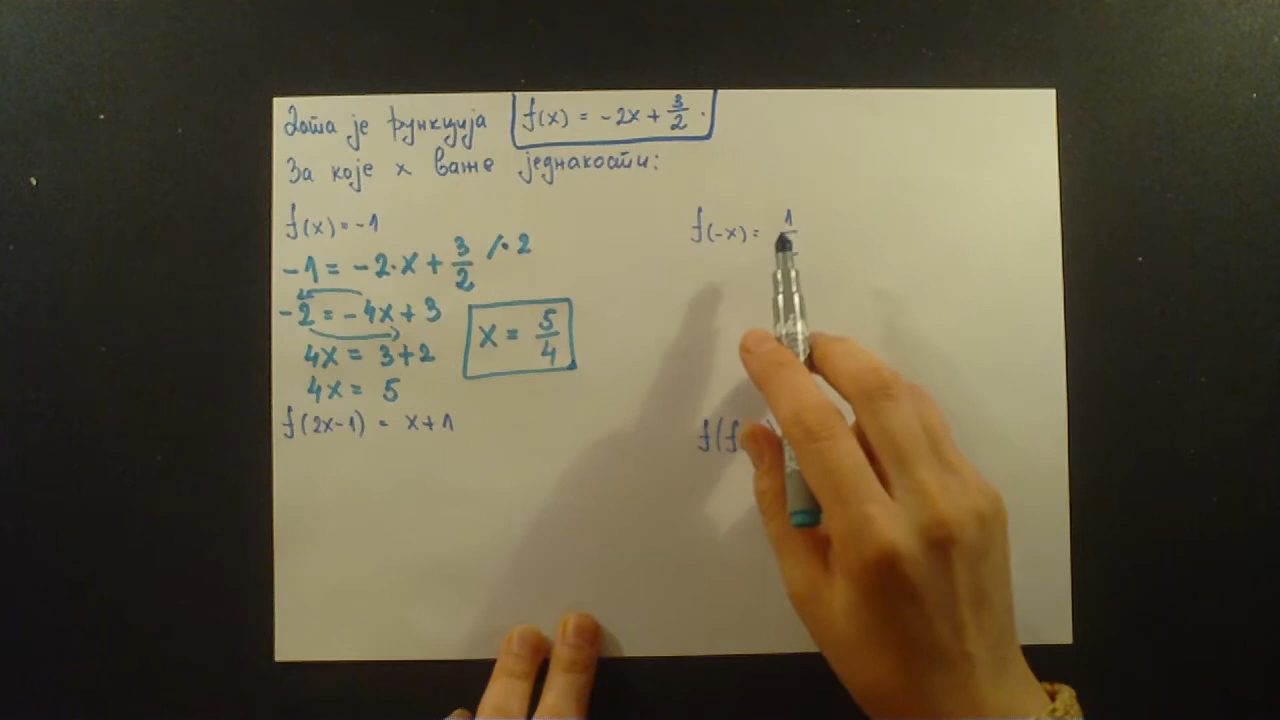 Дата је функција f(x) = -2x + 3/2.
За које x важе једнакости:
f(x) = -1
-1 = -2·x + 3/2 /·2
-2 = -4x + 3
4x = 3+2
4x = 5
x = 5/4
f(2x-1) = x+1
f(-x) = 1
f(f